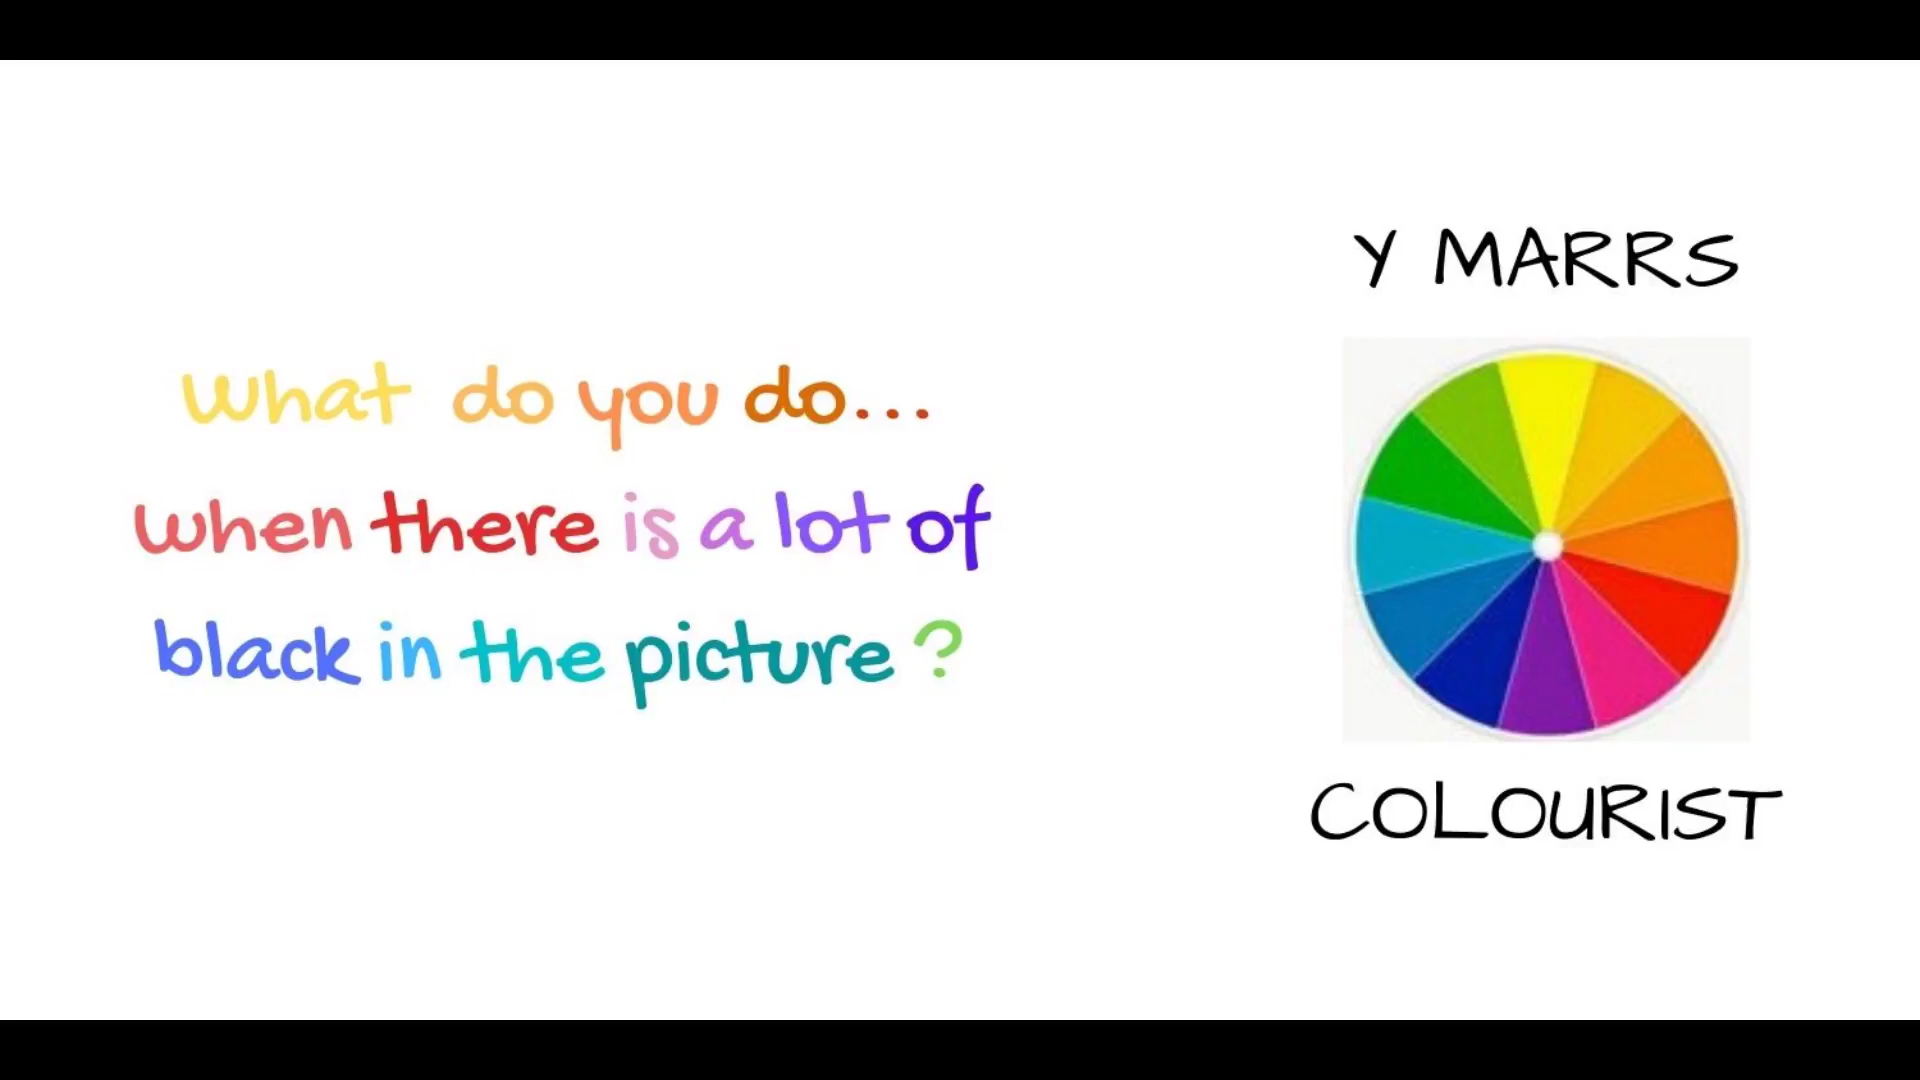 What do you do...
when there is a lot of
black in the picture ?
Y MARRS
COLOURIST